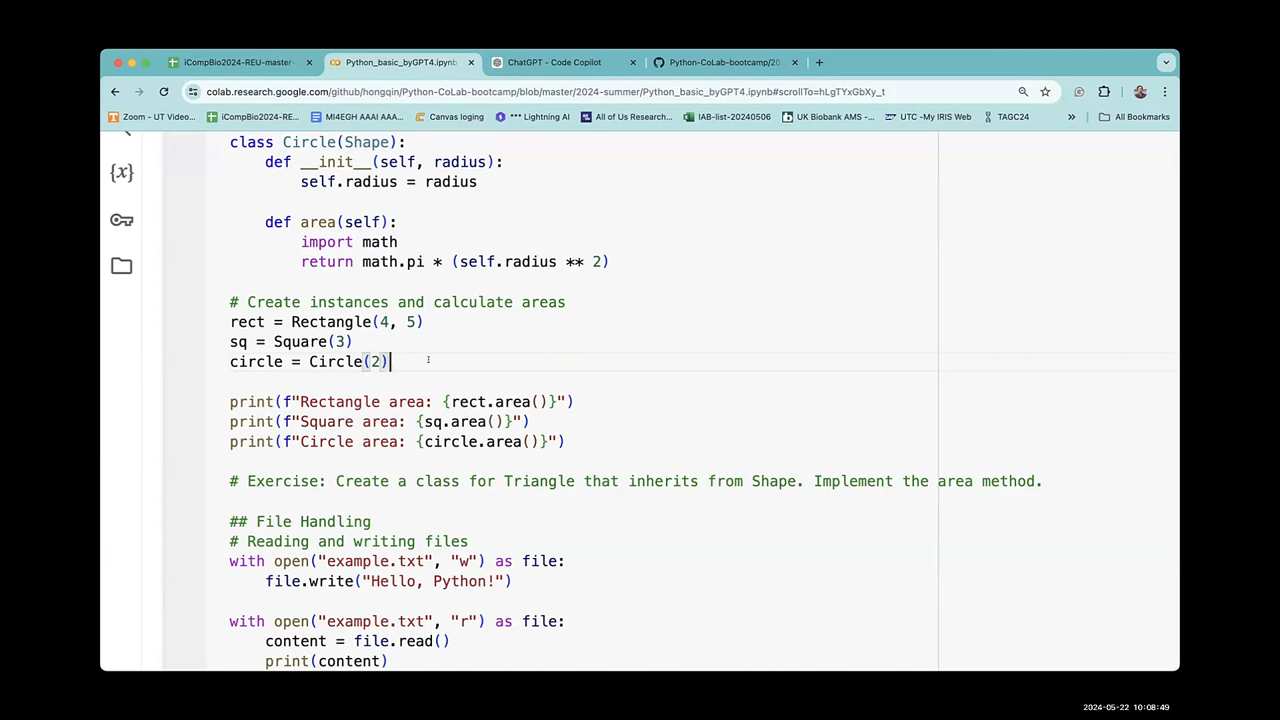 iCompBio2024-REU-master-
Python_basic_byGPT4.ipynb
ChatGPT - Code Copilot
Python-CoLab-bootcamp/20
colab.research.google.com/github/hongqin/Python-CoLab-bootcamp/blob/master/2024-summer/Python_basic_byGPT4.ipynb#scrollTo=hLgTYxGbXy_t
Zoom - UT Video...
iCompBio2024-RE...
MI4EGH AAAI AAA...
Canvas loging
*** Lightning AI
All of Us Research...
IAB-list-20240506
UK Biobank AMS -...
UTC -My IRIS Web
TAGC24
»
All Bookmarks
{x}
class Circle(Shape):
def __init__(self, radius):
self.radius = radius
def area(self):
import math
return math.pi * (self.radius ** 2)
# Create instances and calculate areas
rect = Rectangle(4, 5)
sq = Square(3)
circle = Circle(2)
print(f"Rectangle area: {rect.area()}")
print(f"Square area: {sq.area()}")
print(f"Circle area: {circle.area()}")
# Exercise: Create a class for Triangle that inherits from Shape. Implement the area method.
## File Handling
# Reading and writing files
with open("example.txt", "w") as file:
file.write("Hello, Python!")
with open("example.txt", "r") as file:
content = file.read()
print(content)
2024-05-22 10:08:49